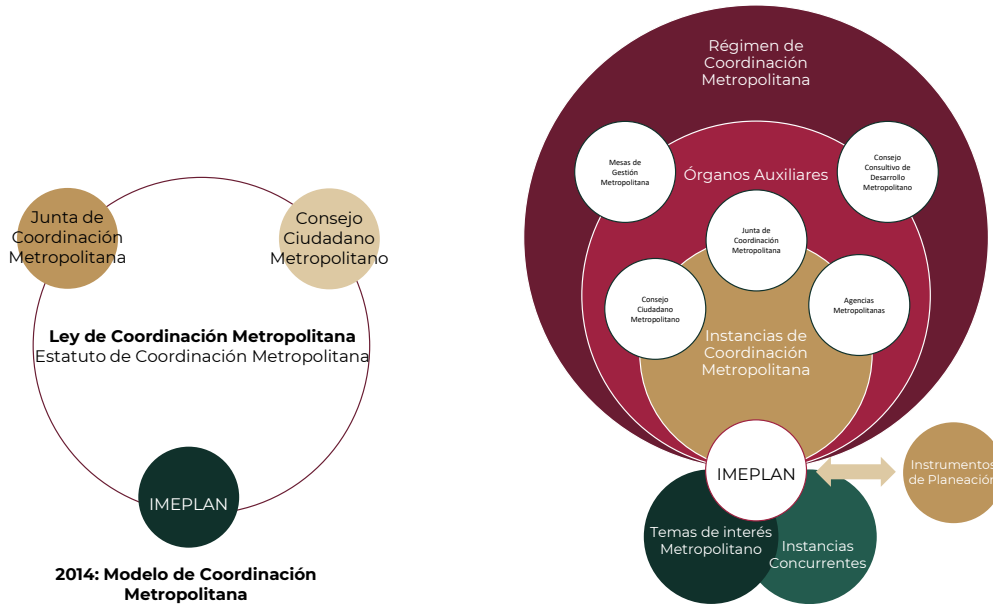 Junta de
Coordinación
Metropolitana
Consejo
Ciudadano
Metropolitano
Ley de Coordinación Metropolitana
Estatuto de Coordinación Metropolitana
IMEPLAN
2014: Modelo de Coordinación
Metropolitana
Régimen de
Coordinación
Metropolitana
Mesas de
Gestión
Metropolitana
Órganos Auxiliares
Consejo
Consultivo de
Desarrollo
Metropolitano
Junta de
Coordinación
Metropolitana
Consejo
Ciudadano
Metropolitano
Agencias
Metropolitanas
Instancias de
Coordinación
Metropolitana
IMEPLAN
Instrumentos
de Planeación
Temas de interés
Metropolitano
Instancias
Concurrentes